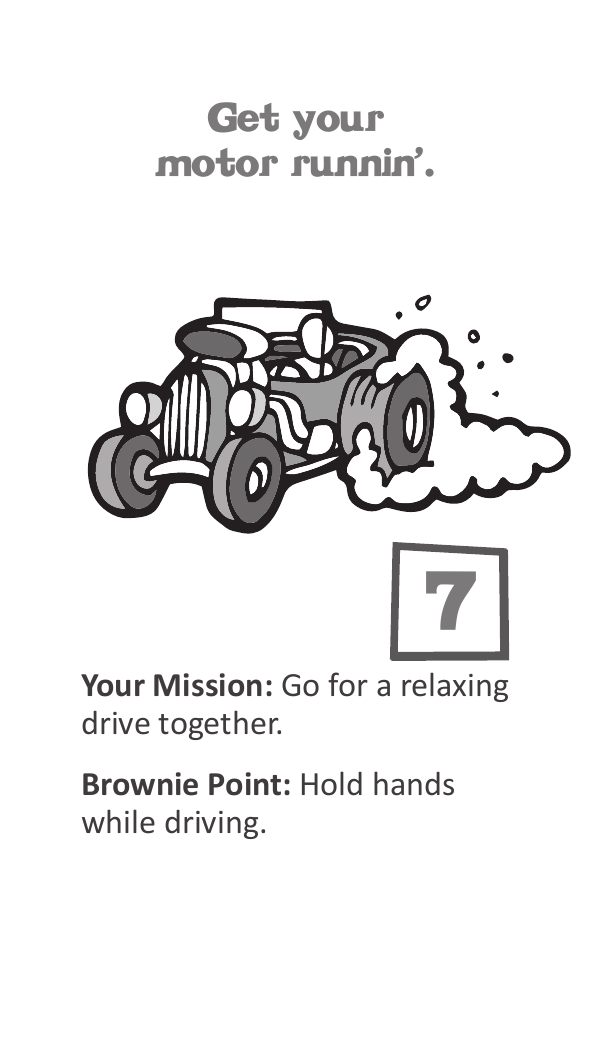 Get your
motor runnin’.
7
Your Mission: Go for a relaxing
drive together.
Brownie Point: Hold hands
while driving.